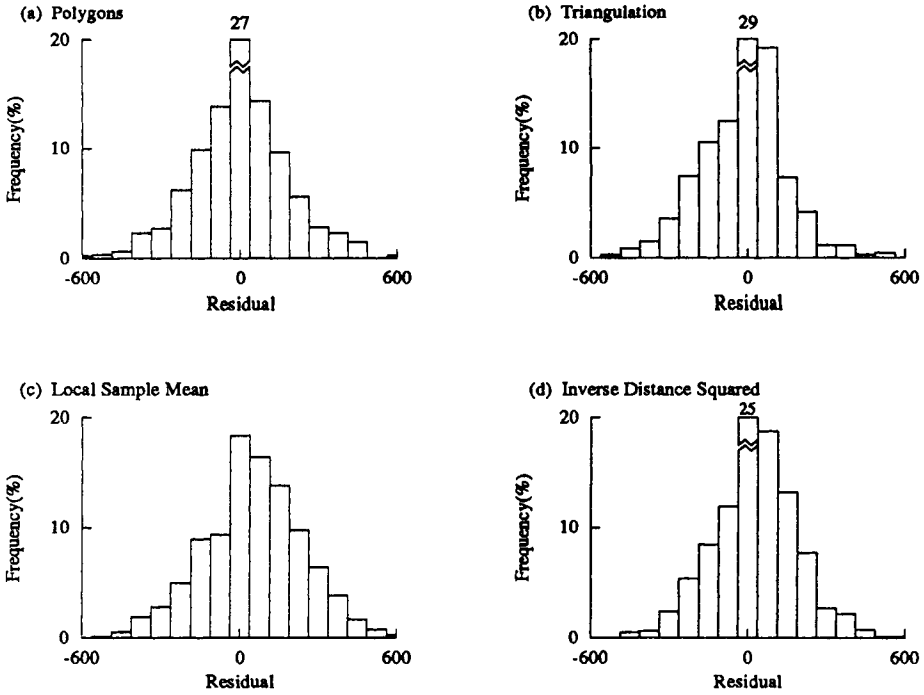 (a) Polygons
27
20
10
0
Frequency(%)
-600
0
600
Residual
(b) Triangulation
29
20
10
0
Frequency(%)
-600
0
600
Residual
(c) Local Sample Mean
20
10
0
Frequency(%)
-600
0
600
Residual
(d) Inverse Distance Squared
25
20
10
0
Frequency(%)
-600
0
600
Residual